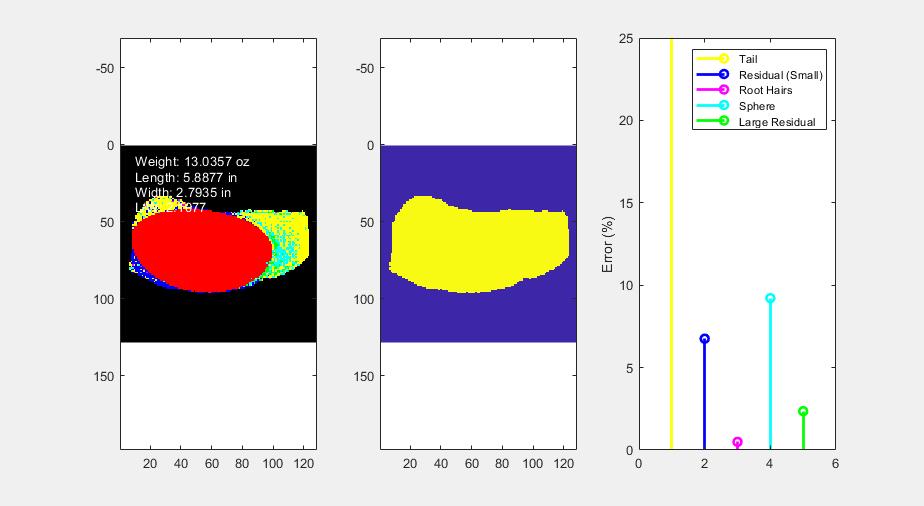 -50
0
50
100
150
20 40 60 80 100 120
Weight: 13.0357 oz
Length: 5.8877 in
Width: 2.7935 in
20 40 60 80 100 120
-50
0
50
100
150
25
20
15
10
5
0
Error (%)
0 2 4 6
Tail
Residual (Small)
Root Hairs
Sphere
Large Residual